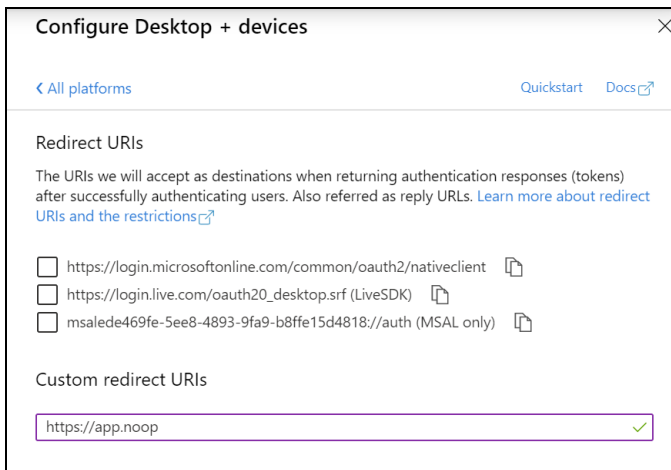 Configure Desktop + devices
All platforms
Quickstart Docs
Redirect URIs
The URIs we will accept as destinations when returning authentication responses (tokens)
after successfully authenticating users. Also referred as reply URLs. Learn more about redirect
URIs and the restrictions
https://login.microsoftonline.com/common/oauth2/nativeclient
https://login.live.com/oauth20_desktop.srf (LiveSDK)
msalede469fe-5ee8-4893-9fa9-b8ffe15d4818://auth (MSAL only)
Custom redirect URIs
https://app.noop